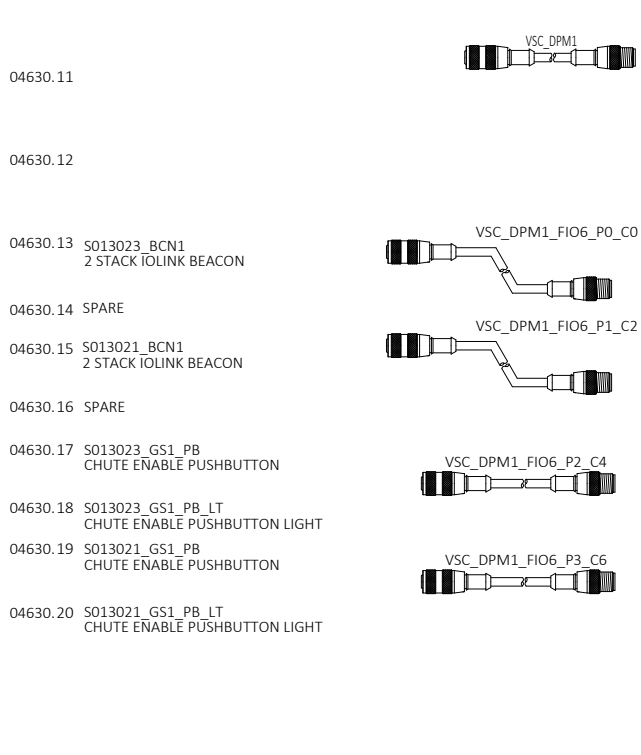 VSC_DPM1
04630.11
04630.12
04630.13 S013023_BCN1
2 STACK IOLINK BEACON
VSC_DPM1_FIO6_P0_C0
04630.14 SPARE
VSC_DPM1_FIO6_P1_C2
04630.15 S013021_BCN1
2 STACK IOLINK BEACON
04630.16 SPARE
04630.17 S013023_GS1_PB
CHUTE ENABLE PUSHBUTTON
VSC_DPM1_FIO6_P2_C4
04630.18 S013023_GS1_PB_LT
CHUTE ENABLE PUSHBUTTON LIGHT
04630.19 S013021_GS1_PB
CHUTE ENABLE PUSHBUTTON
VSC_DPM1_FIO6_P3_C6
04630.20 S013021_GS1_PB_LT
CHUTE ENABLE PUSHBUTTON LIGHT